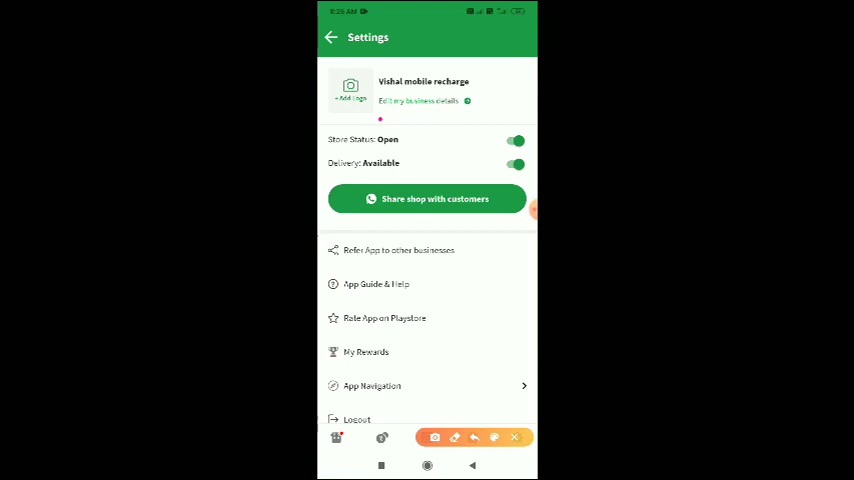 8:26 AM
Settings
+ Add Logo
Vishal mobile recharge
Edit my business details
Store Status: Open
Delivery: Available
Share shop with customers
Refer App to other businesses
App Guide & Help
Rate App on Playstore
My Rewards
App Navigation
Logout